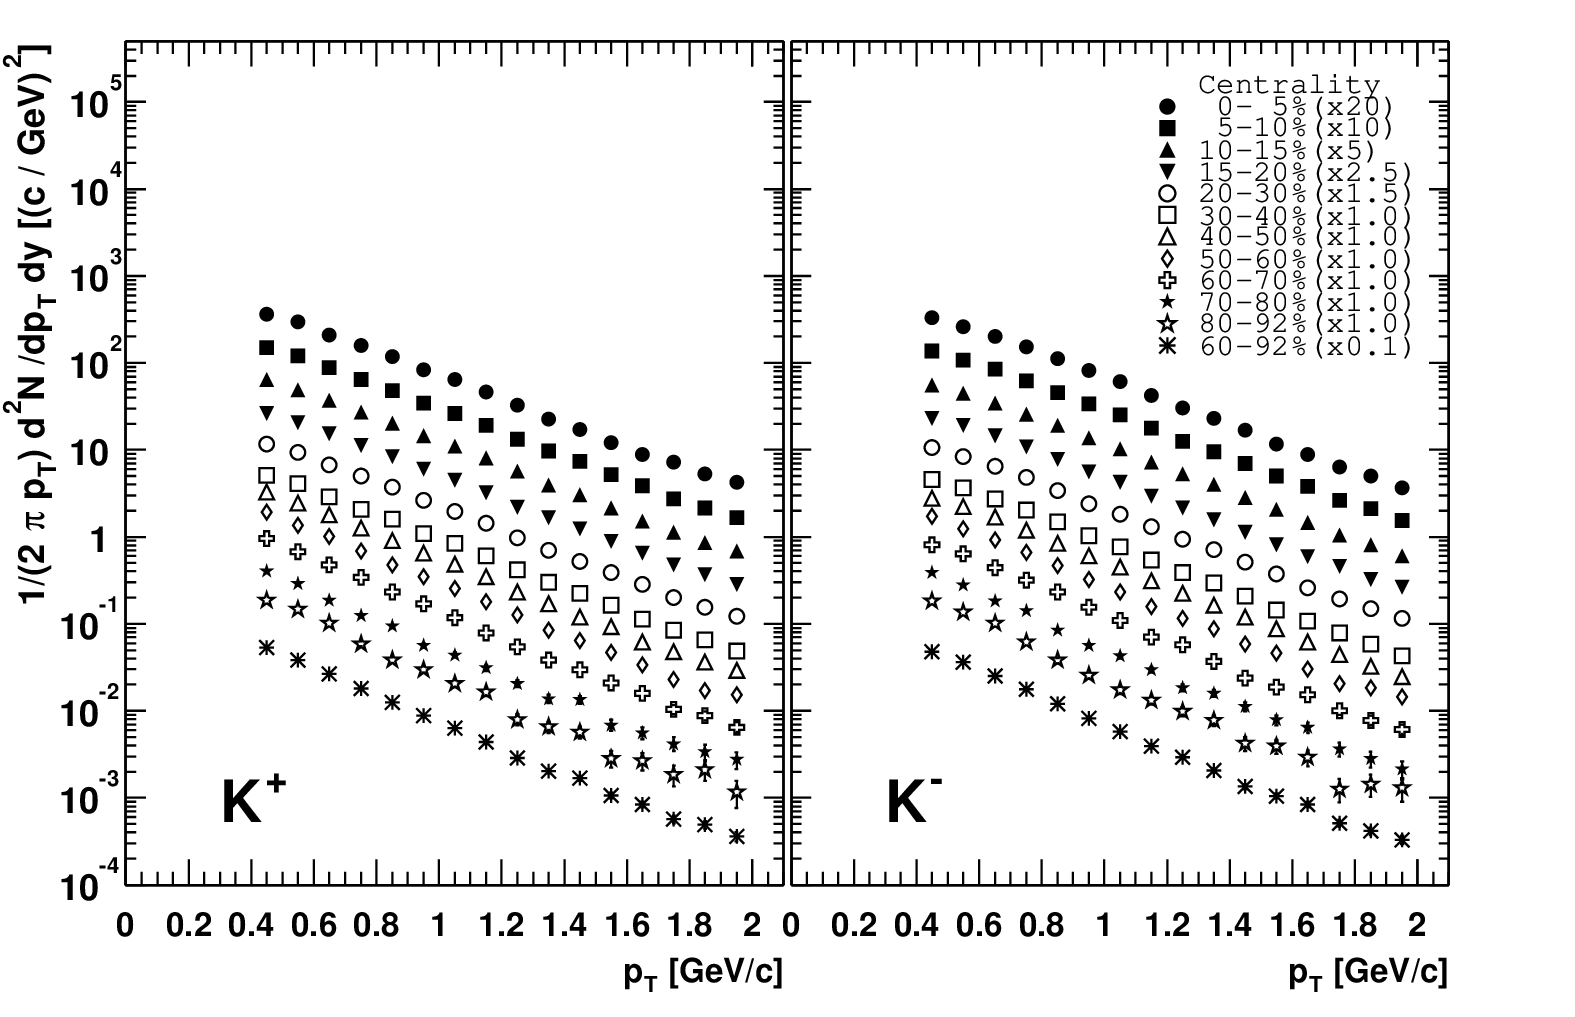 1/(2 π pT) d2N /dpT dy [(c / GeV)2]
10^5
10^4
10^3
10^2
10
1
10^-1
10^-2
10^-3
10^-4
K+
0 0.2 0.4 0.6 0.8 1 1.2 1.4 1.6 1.8 2
pT [GeV/c]
Centrality
0- 5%(x20)
5-10%(x10)
10-15%(x5)
15-20%(x2.5)
20-30%(x1.5)
30-40%(x1.0)
40-50%(x1.0)
50-60%(x1.0)
60-70%(x1.0)
70-80%(x1.0)
80-92%(x1.0)
60-92%(x0.1)
K-
0 0.2 0.4 0.6 0.8 1 1.2 1.4 1.6 1.8 2
pT [GeV/c]